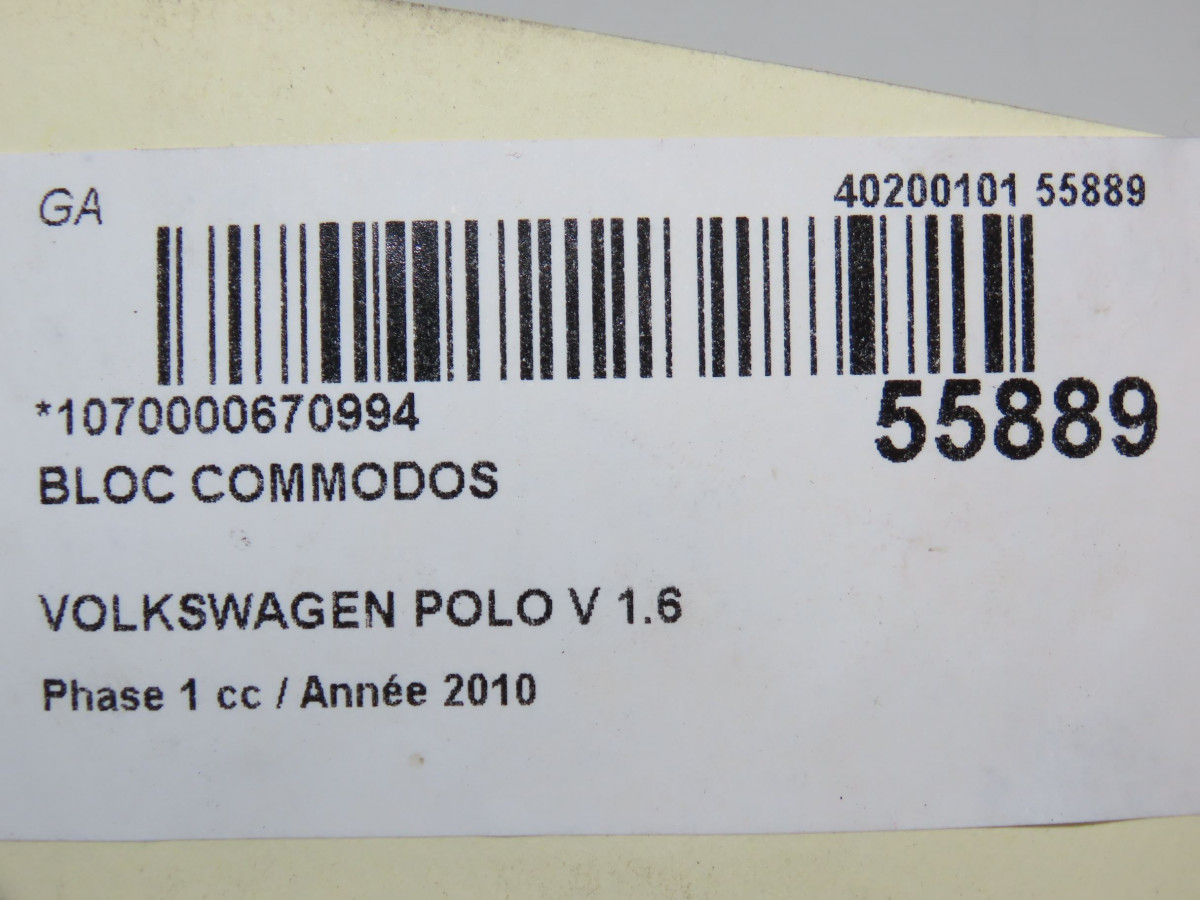 GA
40200101 55889
*1070000670994
55889
BLOC COMMODOS
VOLKSWAGEN POLO V 1.6
Phase 1 cc / Année 2010